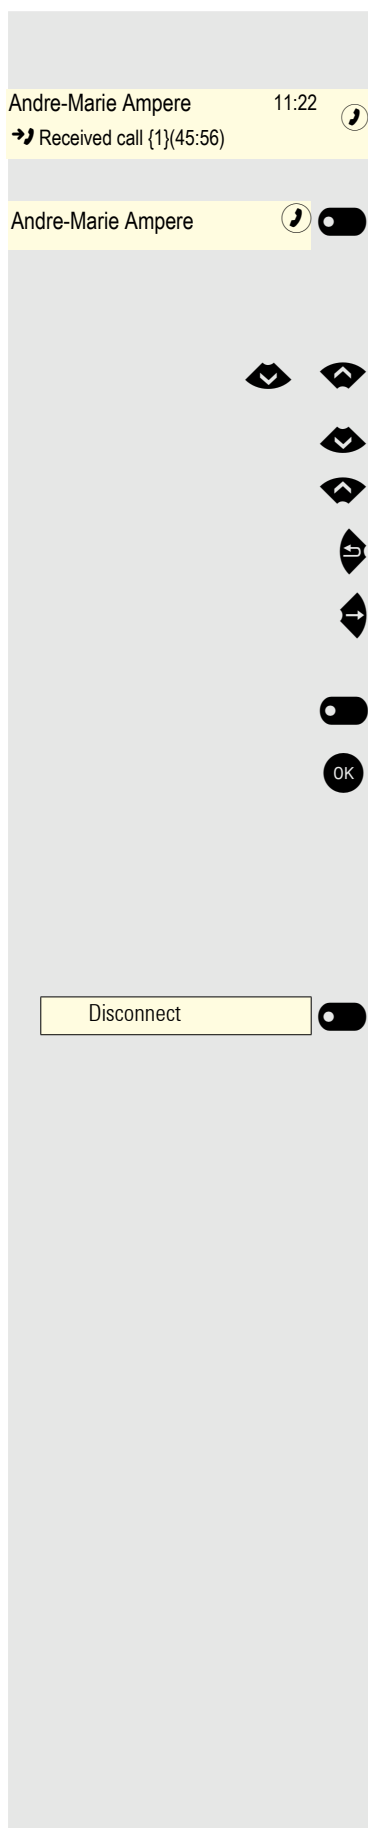 Andre-Marie Ampere 11:22
Received call {1}(45:56)
Andre-Marie Ampere
OK
Disconnect